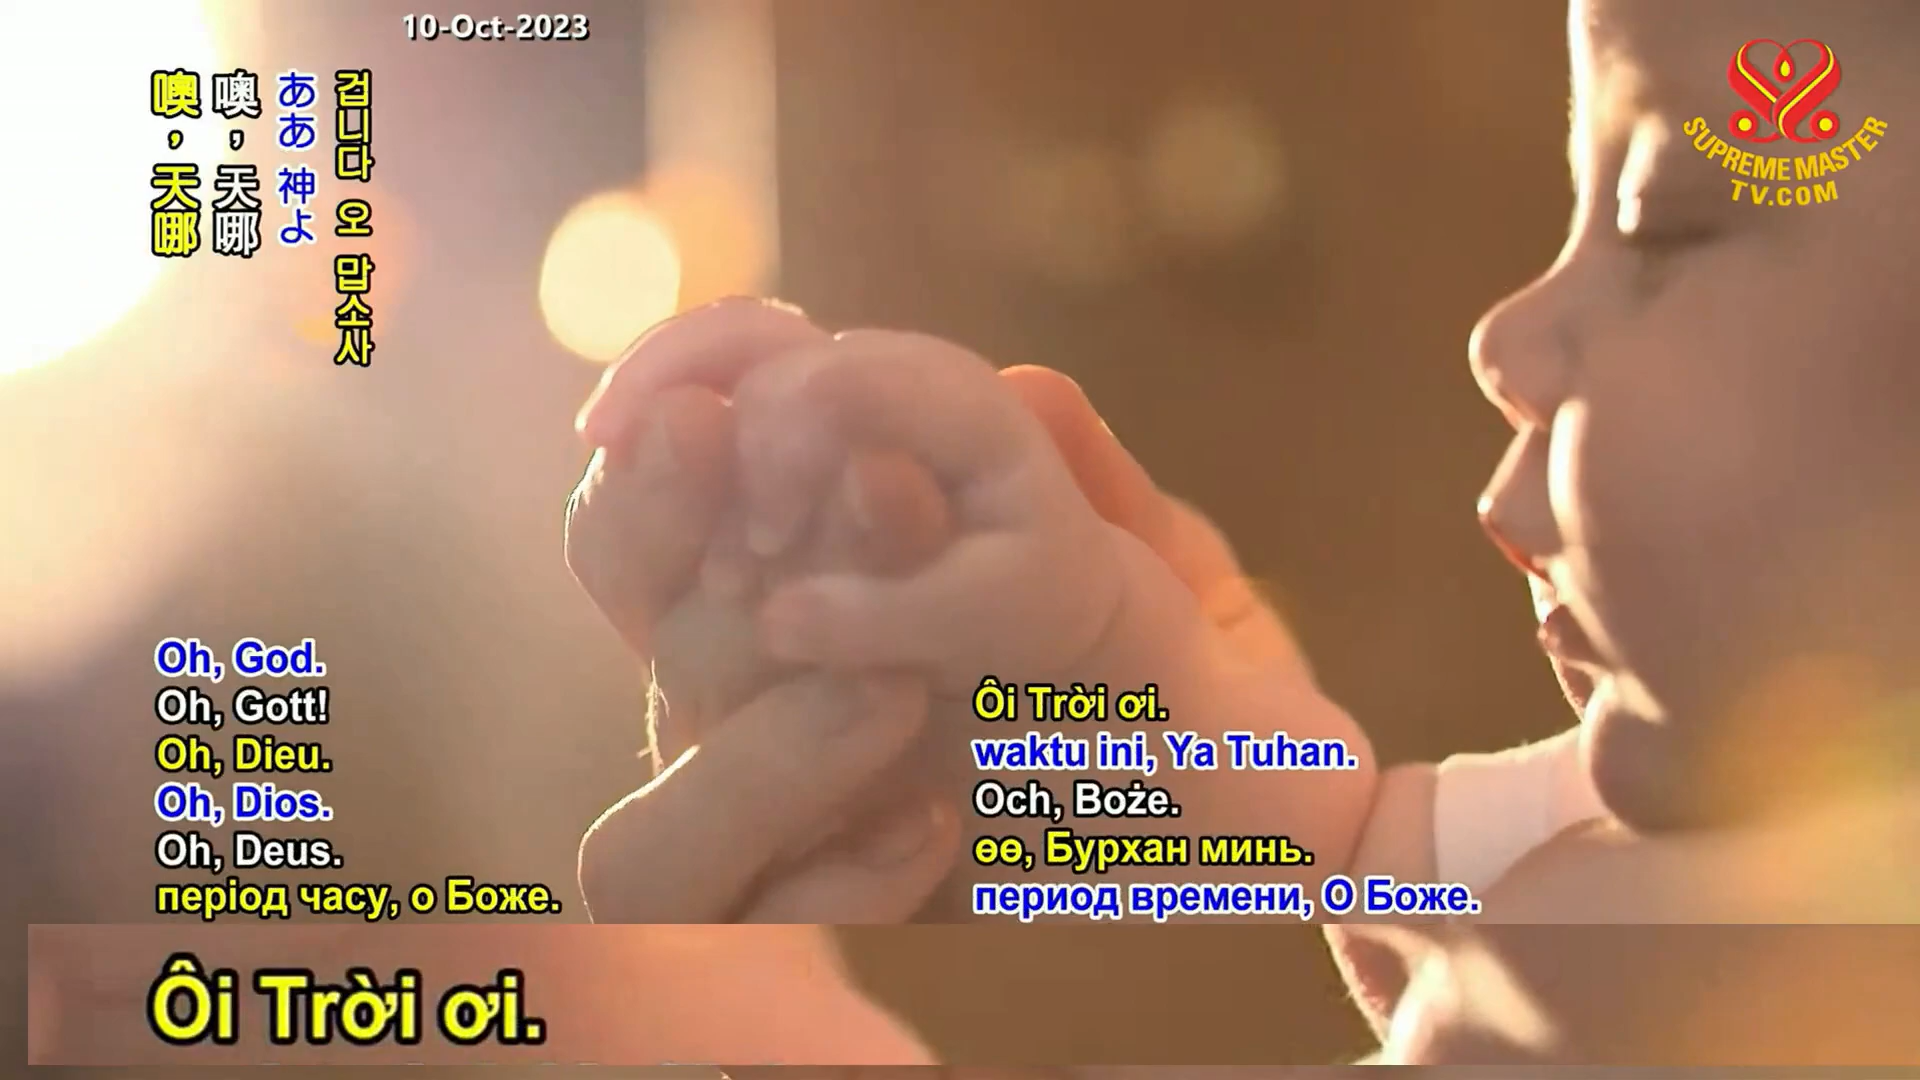 10-Oct-2023
噢，天哪
噢，天哪
ああ 神よ
겁니다 오 맙소사
SUPREME MASTER
TV.COM
Oh, God.
Oh, Gott!
Oh, Dieu.
Oh, Dios.
Oh, Deus.
період часу, о Боже.
Ôi Trời ơi.
waktu ini, Ya Tuhan.
Och, Boże.
өө, Бурхан минь.
период времени, О Боже.
Ôi Trời ơi.